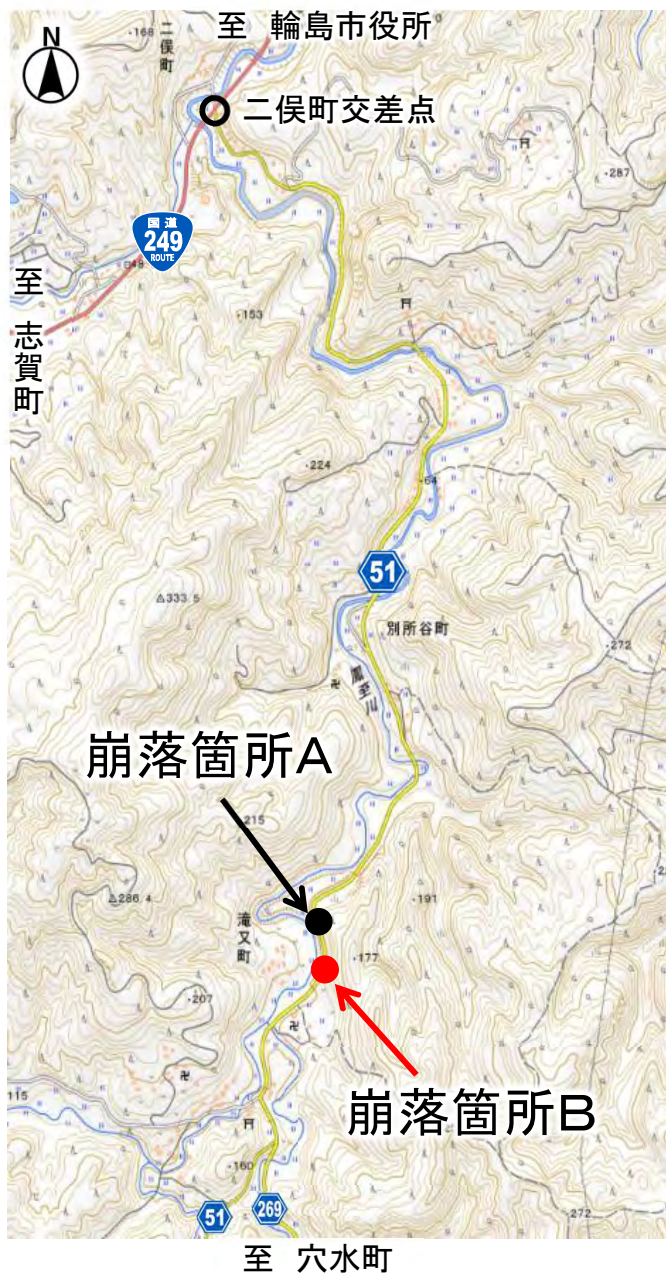 至 輪島市役所
N
・168
二俣町
二俣町交差点
・287
国道
249
ROUTE
至 志賀町
・153
・224
・64
51
△333.5
別所谷町
・272
鳳至川
崩落箇所A
・215
△286.4
・191
滝又町
・177
・207
崩落箇所B
115
・160
51
269
・272
至 穴水町